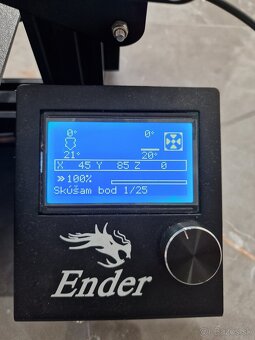 0° 0°
21° 20°
X 45 Y 85 Z 0
»100%
Skúšam bod 1/25
Ender